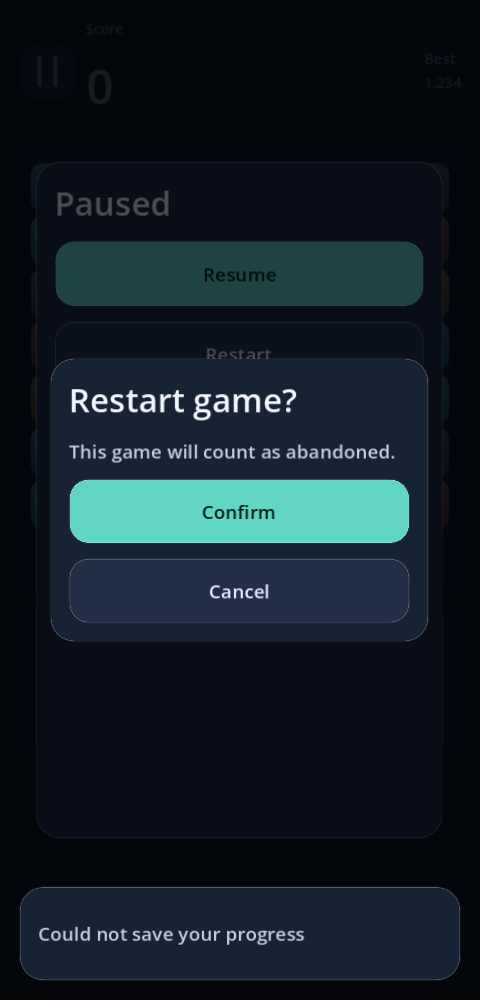 Score
0
Best
1,234
Paused
Resume
Restart
Restart game?
This game will count as abandoned.
Confirm
Cancel
Could not save your progress